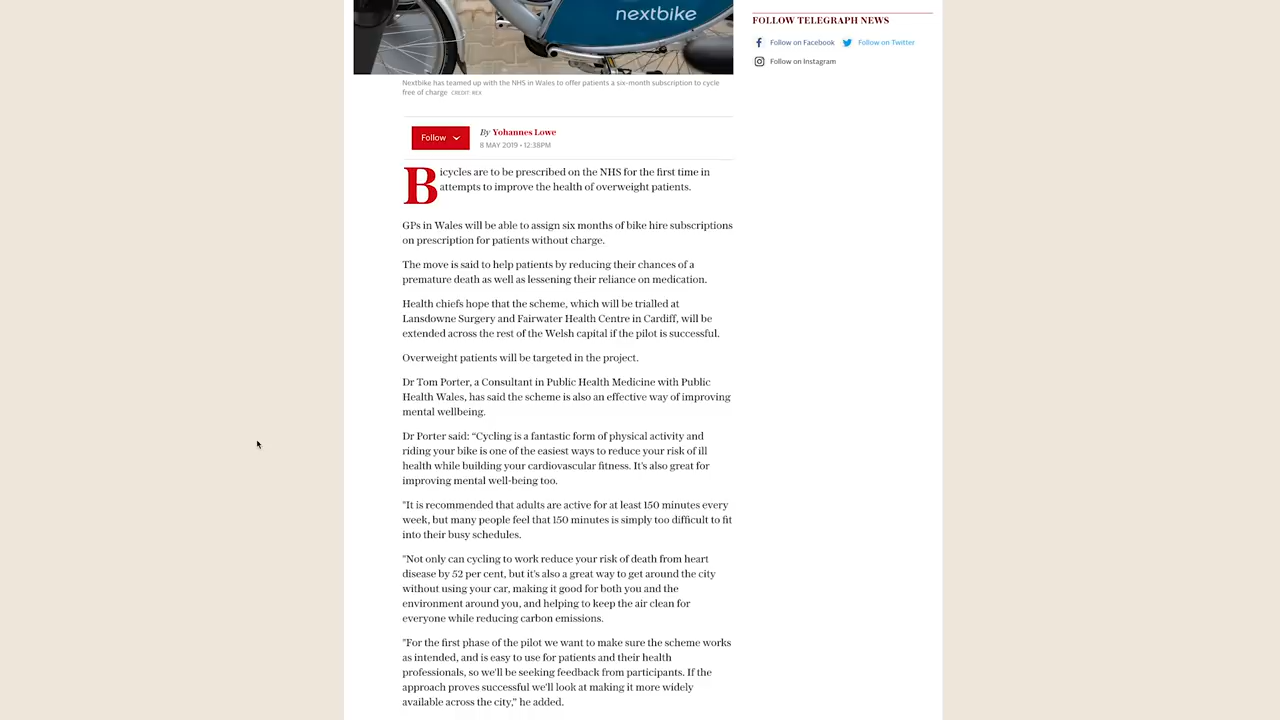 nextbike
Nextbike has teamed up with the NHS in Wales to offer patients a six-month subscription to cycle
free of charge CREDIT: REX
Follow
By Yohannes Lowe
8 MAY 2019 • 12:38PM
Bicycles are to be prescribed on the NHS for the first time in
attempts to improve the health of overweight patients.
GPs in Wales will be able to assign six months of bike hire subscriptions
on prescription for patients without charge.
The move is said to help patients by reducing their chances of a
premature death as well as lessening their reliance on medication.
Health chiefs hope that the scheme, which will be trialled at
Lansdowne Surgery and Fairwater Health Centre in Cardiff, will be
extended across the rest of the Welsh capital if the pilot is successful.
Overweight patients will be targeted in the project.
Dr Tom Porter, a Consultant in Public Health Medicine with Public
Health Wales, has said the scheme is also an effective way of improving
mental wellbeing.
Dr Porter said: “Cycling is a fantastic form of physical activity and
riding your bike is one of the easiest ways to reduce your risk of ill
health while building your cardiovascular fitness. It's also great for
improving mental well-being too.
"It is recommended that adults are active for at least 150 minutes every
week, but many people feel that 150 minutes is simply too difficult to fit
into their busy schedules.
"Not only can cycling to work reduce your risk of death from heart
disease by 52 per cent, but it's also a great way to get around the city
without using your car, making it good for both you and the
environment around you, and helping to keep the air clean for
everyone while reducing carbon emissions.
"For the first phase of the pilot we want to make sure the scheme works
as intended, and is easy to use for patients and their health
professionals, so we'll be seeking feedback from participants. If the
approach proves successful we'll look at making it more widely
available across the city,” he added.
FOLLOW TELEGRAPH NEWS
Follow on Facebook
Follow on Twitter
Follow on Instagram